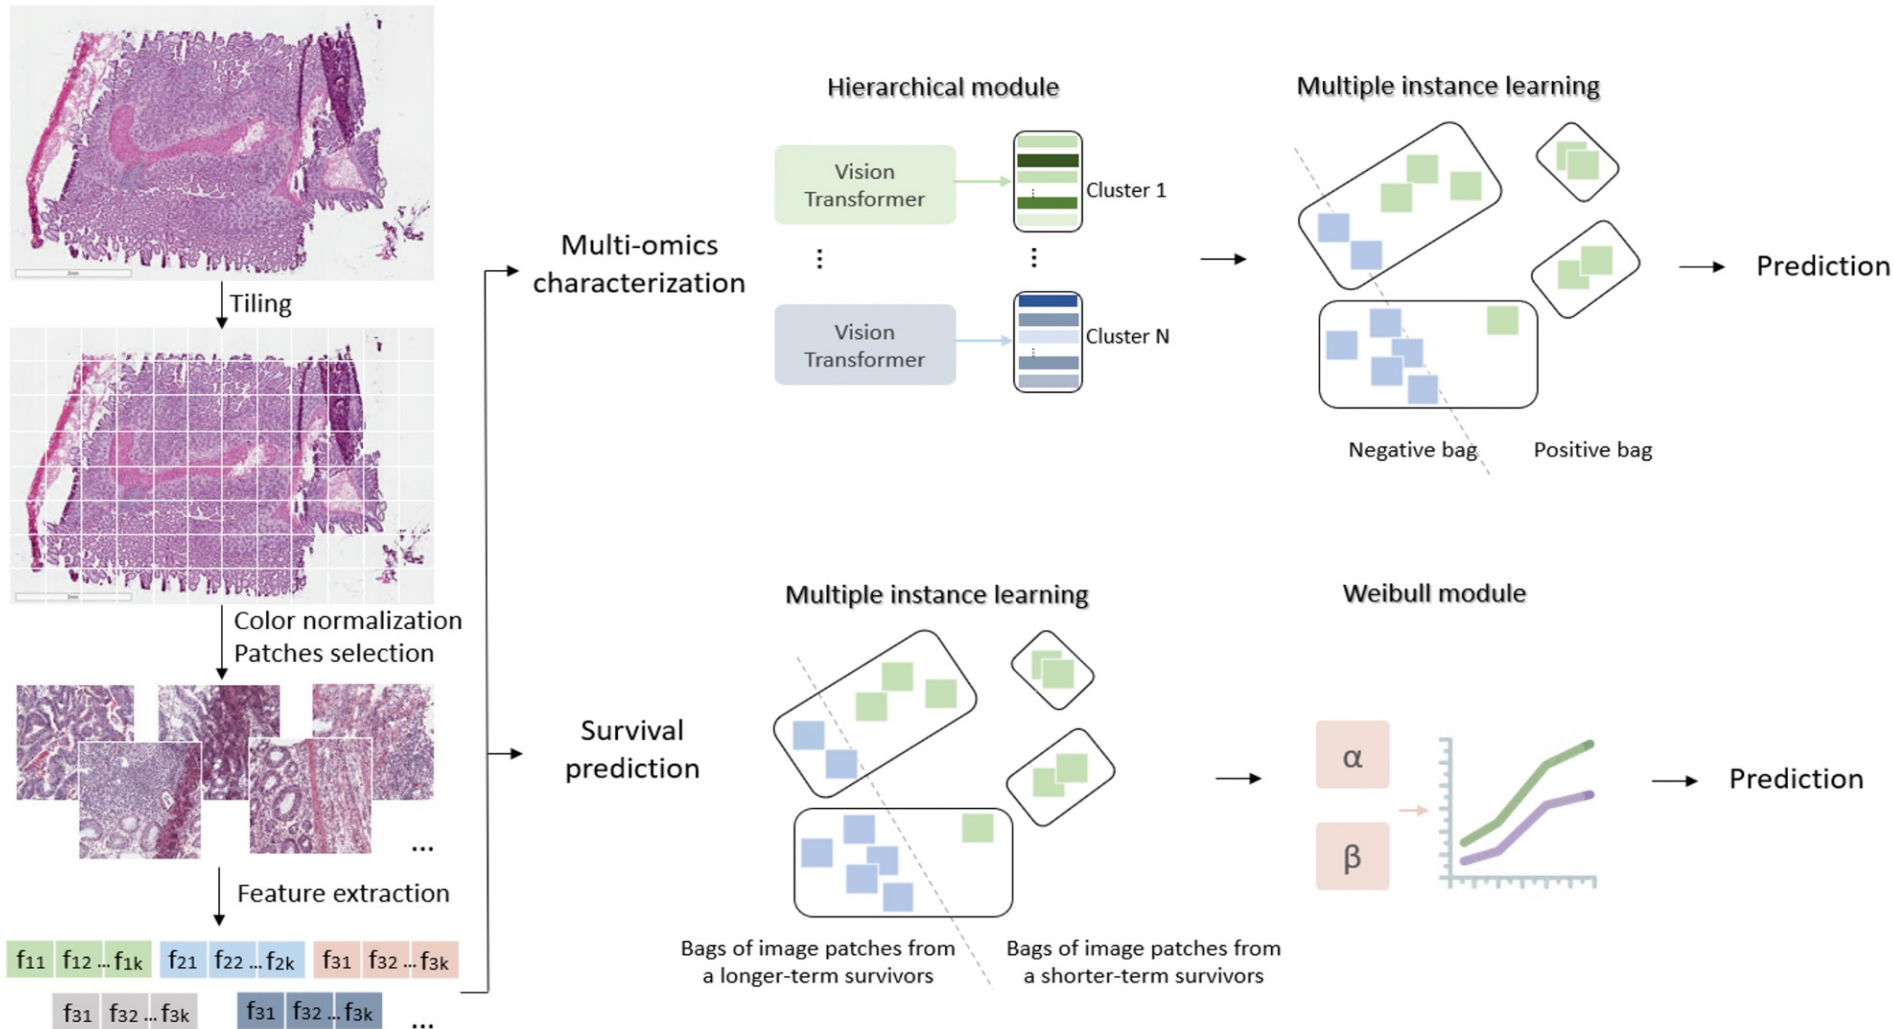 Tiling
Color normalization
Patches selection
...
Feature extraction
f11 f12 ... f1k f21 f22 ... f2k f31 f32 ... f3k
f31 f32 ... f3k f31 f32 ... f3k ...
Multi-omics
characterization
Hierarchical module
Vision
Transformer
Cluster 1
Vision
Transformer
Cluster N
Multiple instance learning
Negative bag
Positive bag
Prediction
Survival
prediction
Multiple instance learning
Bags of image patches from
a longer-term survivors
Bags of image patches from
a shorter-term survivors
Weibull module
α
β
Prediction